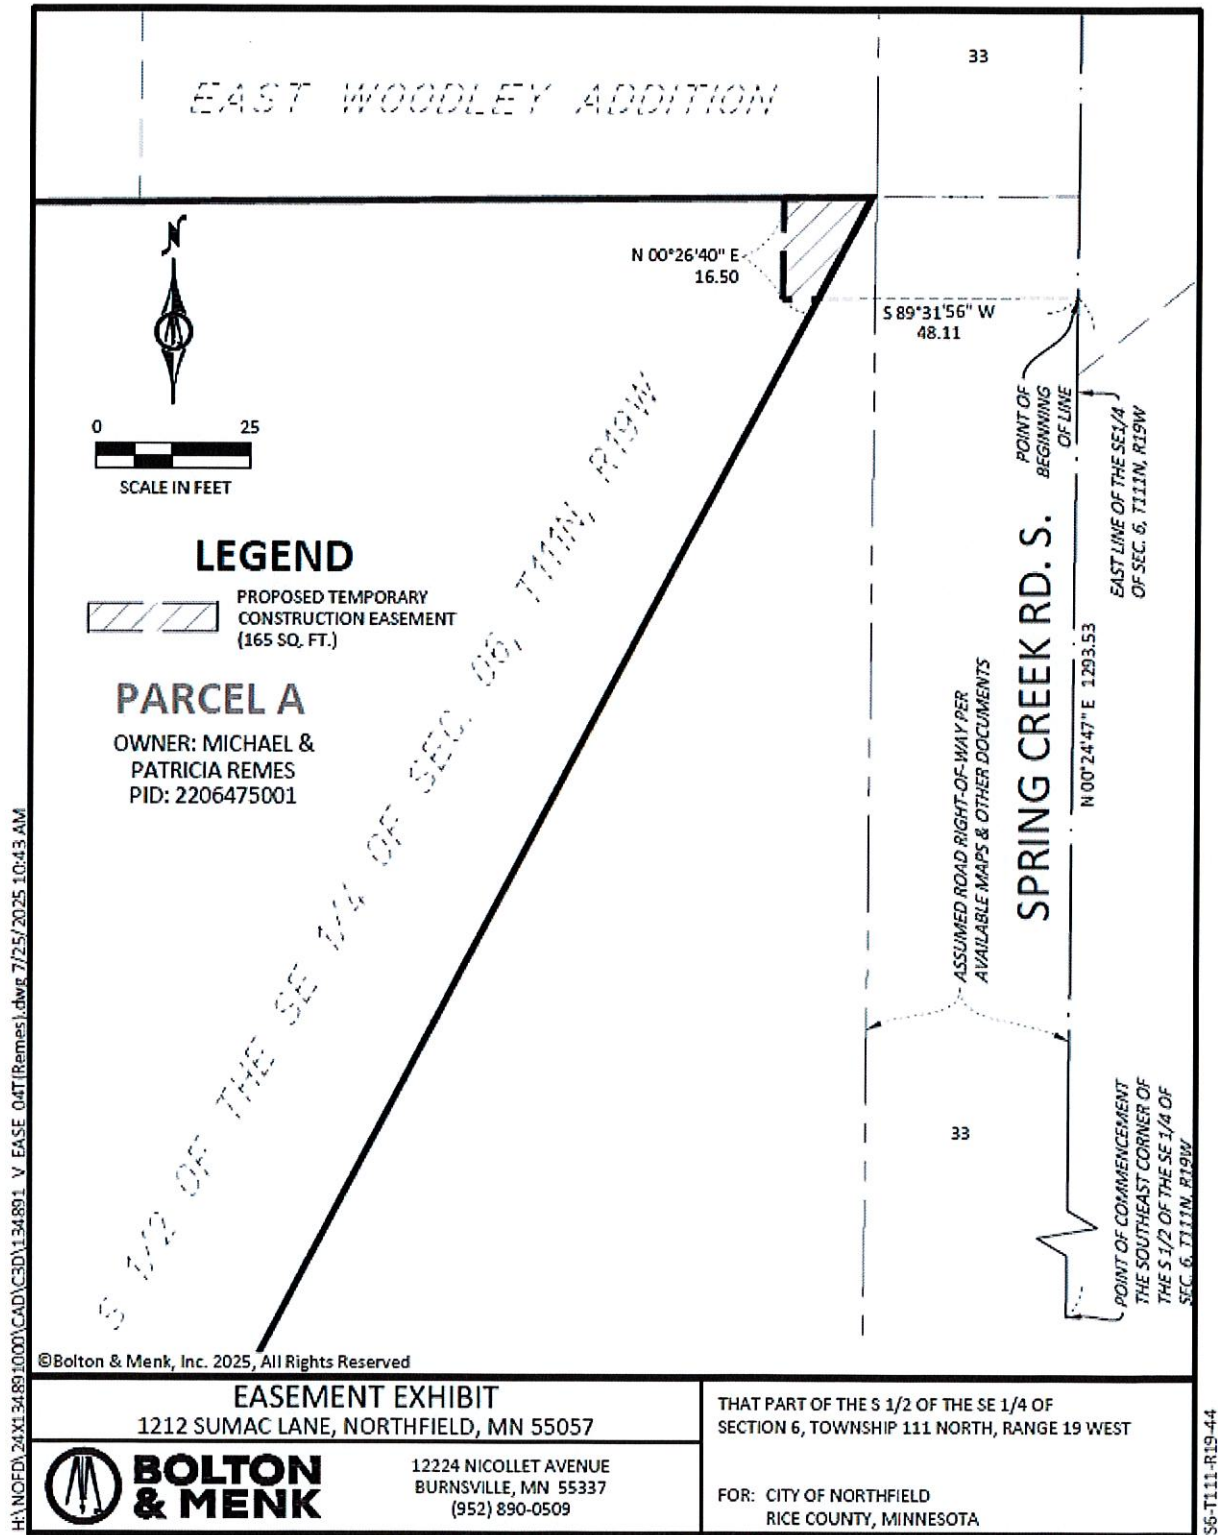 33
EAST WOODLEY ADDITION
N
N 00°26'40" E
16.50
S 89°31'56" W
48.11
0 25
SCALE IN FEET
POINT OF
BEGINNING
OF LINE
EAST LINE OF THE SE1/4
OF SEC. 6, T111N, R19W
LEGEND
PROPOSED TEMPORARY
CONSTRUCTION EASEMENT
(165 SQ. FT.)
PARCEL A
OWNER: MICHAEL &
PATRICIA REMES
PID: 2206475001
S 1/2 OF THE SE 1/4 OF SEC. 06, T111N, R19W
SPRING CREEK RD. S.
N 00°24'47" E 1293.53
ASSUMED ROAD RIGHT-OF-WAY PER
AVAILABLE MAPS & OTHER DOCUMENTS
33
POINT OF COMMENCEMENT
THE SOUTHEAST CORNER OF
THE S 1/2 OF THE SE 1/4 OF
SEC. 6, T111N, R19W
H:\NOFD\24X134891000\CAD\C3D\134891_V_EASE_04T(Remes).dwg 7/25/2025 10:43 AM
©Bolton & Menk, Inc. 2025, All Rights Reserved
EASEMENT EXHIBIT
1212 SUMAC LANE, NORTHFIELD, MN 55057
BOLTON
& MENK
12224 NICOLLET AVENUE
BURNSVILLE, MN 55337
(952) 890-0509
THAT PART OF THE S 1/2 OF THE SE 1/4 OF
SECTION 6, TOWNSHIP 111 NORTH, RANGE 19 WEST
FOR: CITY OF NORTHFIELD
RICE COUNTY, MINNESOTA
S6-T111-R19-44